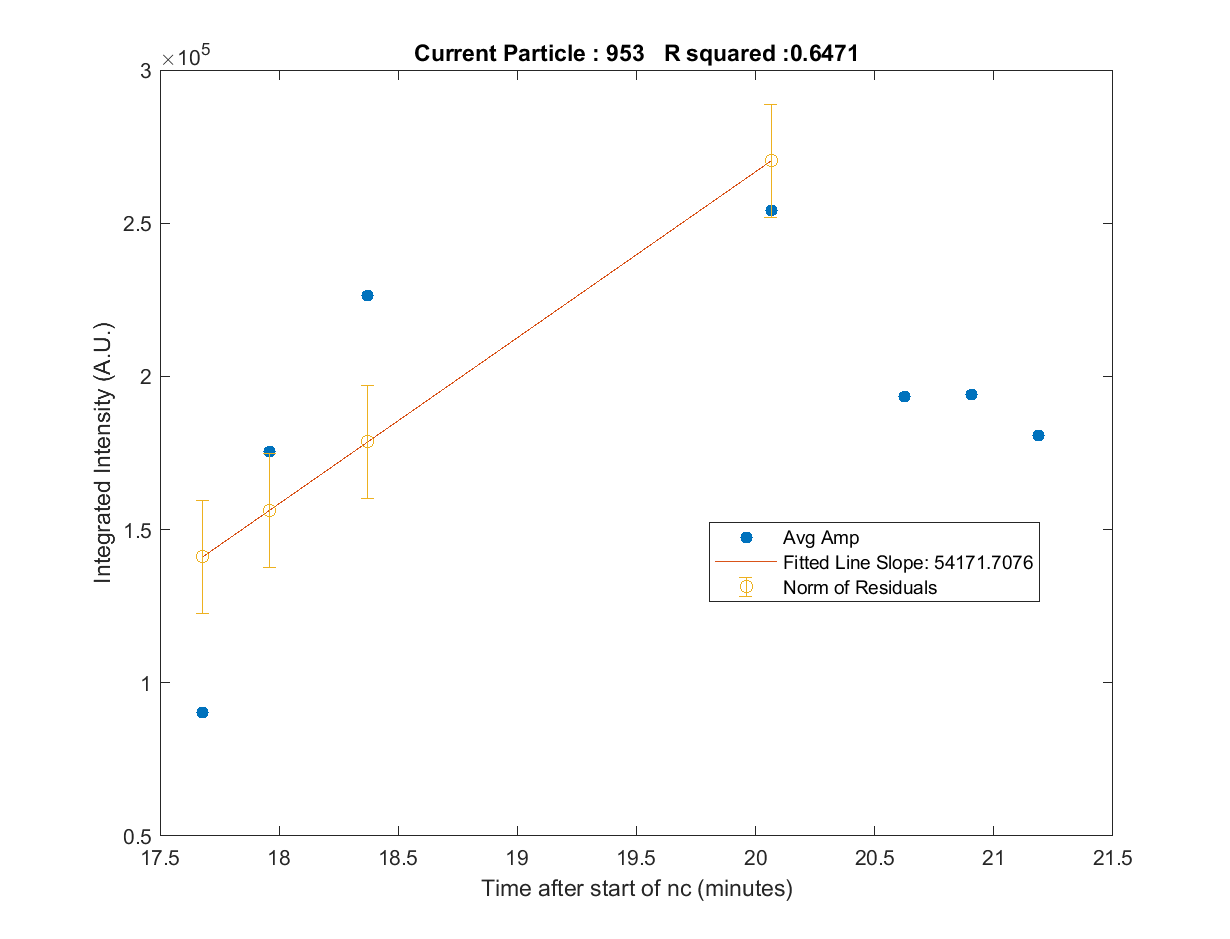 Current Particle : 953 R squared :0.6471
×10^5
3
2.5
2
1.5
1
0.5
Integrated Intensity (A.U.)
Avg Amp
Fitted Line Slope: 54171.7076
Norm of Residuals
17.5 18 18.5 19 19.5 20 20.5 21 21.5
Time after start of nc (minutes)